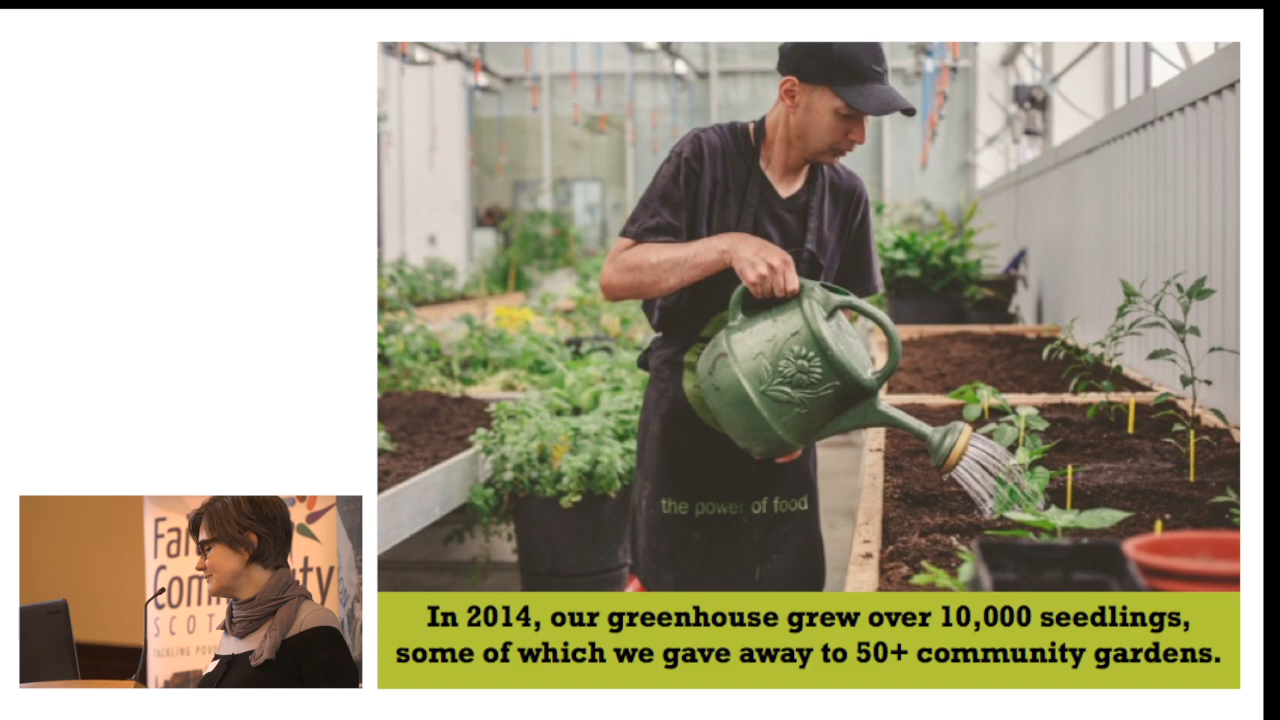 the power of food
In 2014, our greenhouse grew over 10,000 seedlings,
some of which we gave away to 50+ community gardens.
SCOT